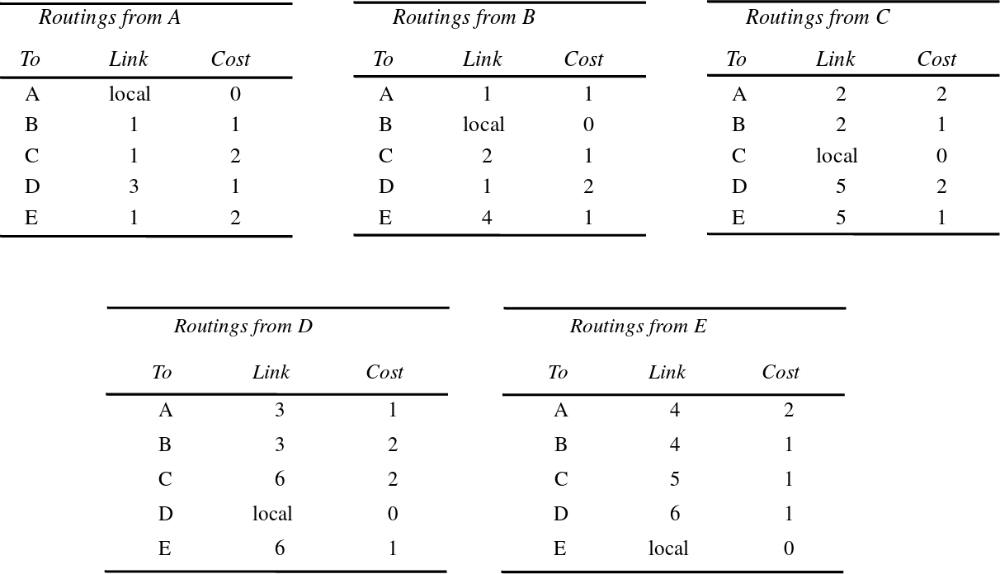 Routings from A Routings from B Routings from C
To Link Cost To Link Cost To Link Cost
A local 0 A 1 1 A 2 2
B 1 1 B local 0 B 2 1
C 1 2 C 2 1 C local 0
D 3 1 D 1 2 D 5 2
E 1 2 E 4 1 E 5 1
Routings from D Routings from E
To Link Cost To Link Cost
A 3 1 A 4 2
B 3 2 B 4 1
C 6 2 C 5 1
D local 0 D 6 1
E 6 1 E local 0